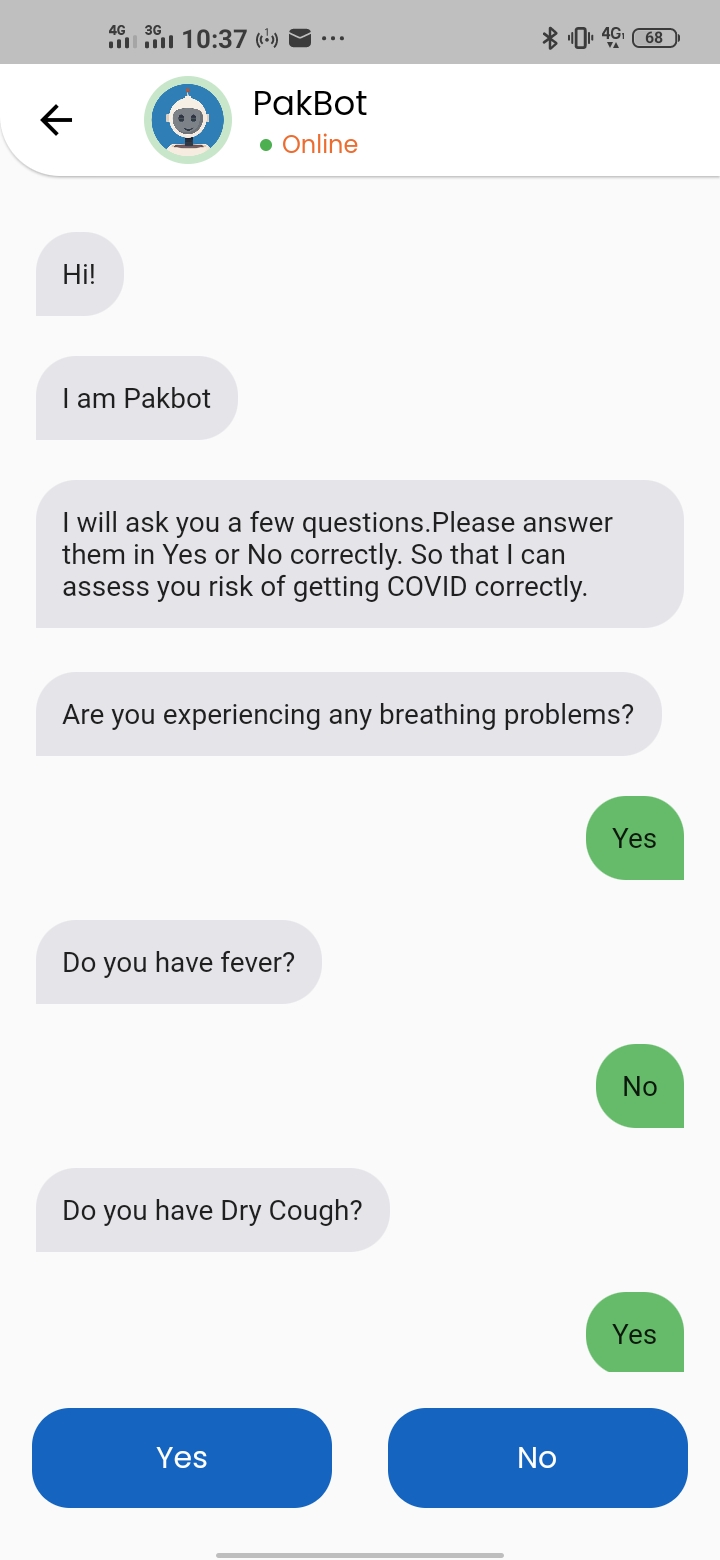 4G 3G 10:37 4G1 68
PakBot
Online
Hi!
I am Pakbot
I will ask you a few questions.Please answer
them in Yes or No correctly. So that I can
assess you risk of getting COVID correctly.
Are you experiencing any breathing problems?
Yes
Do you have fever?
No
Do you have Dry Cough?
Yes
Yes No